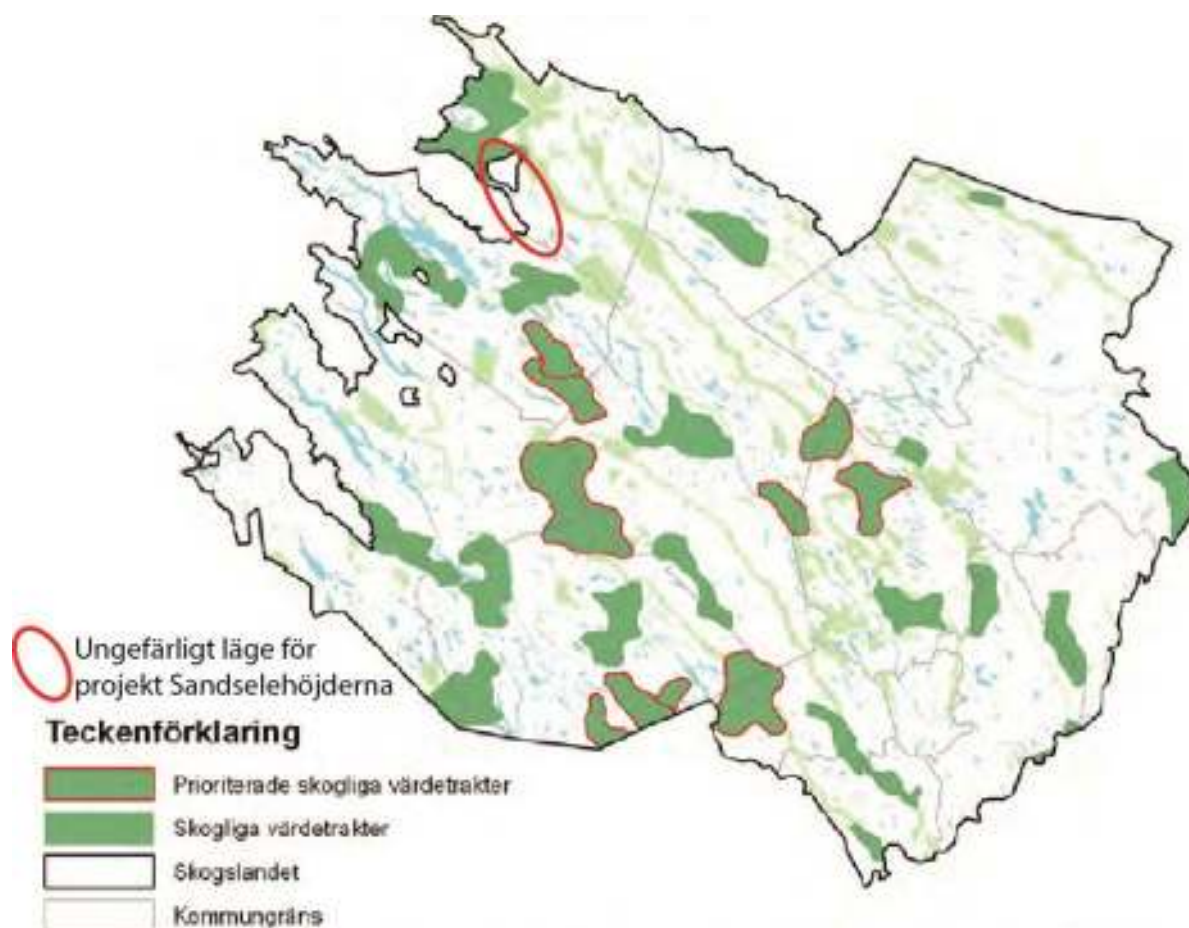 Ungefärligt läge för
projekt Sandselehöjderna
Teckenförklaring
Prioriterade skogliga värdetrakter
Skogliga värdetrakter
Skogslandet
Kommungräns